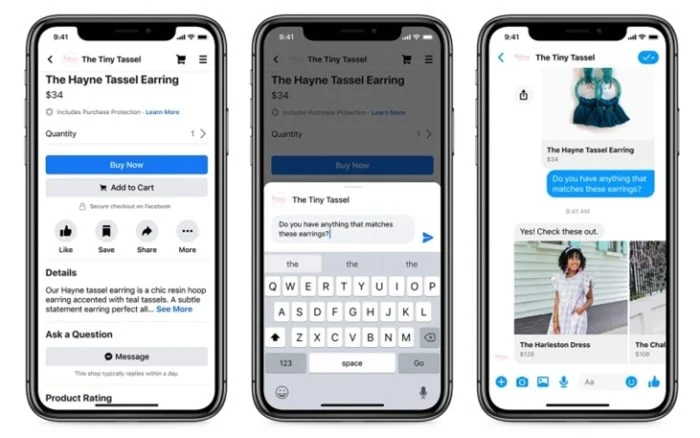 9:41
The Tiny Tassel
The Hayne Tassel Earring
$34
Includes Purchase Protection · Learn More
Quantity 1
Buy Now
Add to Cart
Secure checkout on Facebook
Like Save Share More
Details
Our Hayne tassel earring is a chic resin hoop
earring accented with teal tassels. A subtle
statement earring perfect all... See More
Ask a Question
Message
This shop typically replies within a day.
Product Rating
9:41
The Tiny Tassel
The Hayne Tassel Earring
$34
Includes Purchase Protection · Learn More
Quantity 1
Buy Now
The Tiny Tassel
Do you have anything that matches
these earrings?
the the the
Q W E R T Y U I O P
A S D F G H J K L
Z X C V B N M
123 space Go
9:41
The Tiny Tassel
The Hayne Tassel Earring
$34
Do you have anything that
matches these earrings?
9:41 AM
Yes! Check these out.
The Harleston Dress
$128
The Chal
$108
Aa